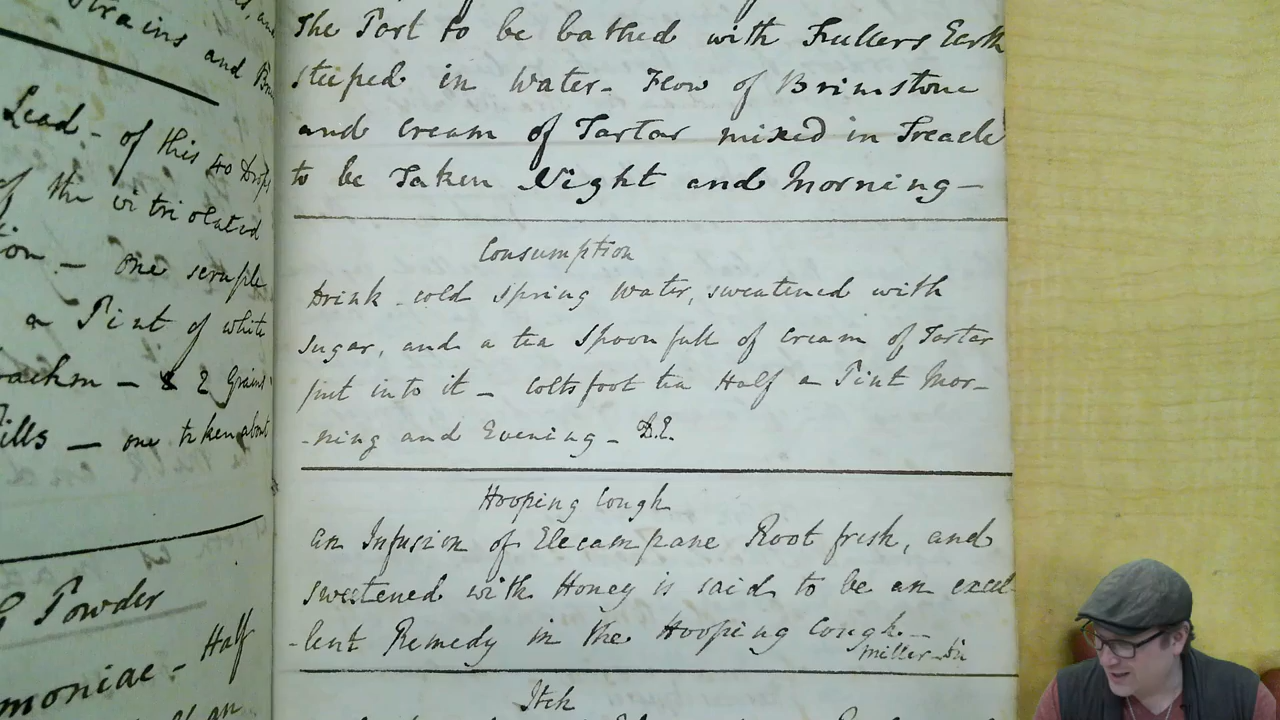 Strains and
Lead - of this 40 Drops
of the vitriolated
one scruple
a Pint of white
- & 2 Grains
Pills - one taken about
Powder
moniac - Half
an
The Part to be bathed with Fullers Earth
steeped in Water - Flow of Brimstone
and Cream of Tartar mixed in Treacle
to be Taken Night and Morning -
Consumption
Drink cold spring Water, sweatened with
sugar, and a tea spoon full of Cream of Tartar
put into it - coltsfoot tea Half a Pint Mor-
-ning and Evening - D.E.
Hooping Cough
an Infusion of Elecampane Root fresh, and
sweetened with Honey is said to be an excel-
-lent Remedy in the Hooping Cough -
Miller
Itch